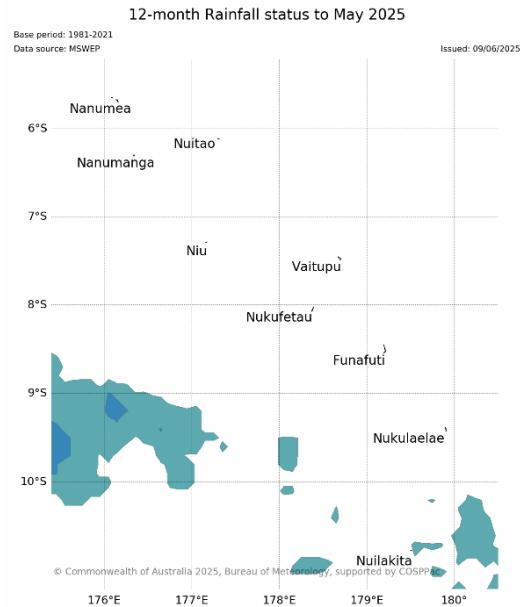 12-month Rainfall status to May 2025
Base period: 1981-2021
Data source: MSWEP
Issued: 09/06/2025
Nanumea
6°S
Nuitao
Nanumanga
7°S
Niu
Vaitupu
8°S
Nukufetau
Funafuti
9°S
Nukulaelae
10°S
Nuilakita
© Commonwealth of Australia 2025, Bureau of Meteorology, supported by COSPPac
176°E 177°E 178°E 179°E 180°